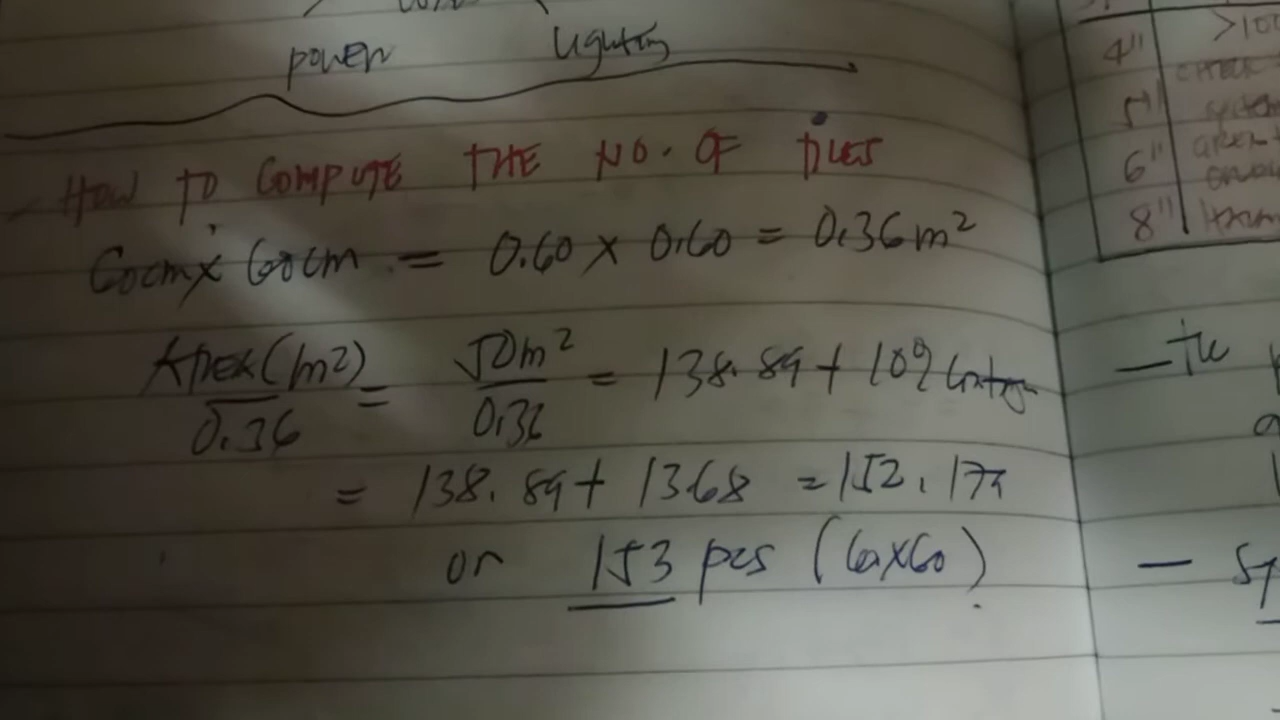 power lighting
HOW TO COMPUTE THE NO. OF TILES
60cm x 60cm = 0.60 x 0.60 = 0.36m²
Area (m2) / 0.36 = 50m² / 0.36 = 138.89 + 10%
= 138.89 + 13.68 = 152.17
or 153 pcs (60x60)
4" >100
5"
6"
8"